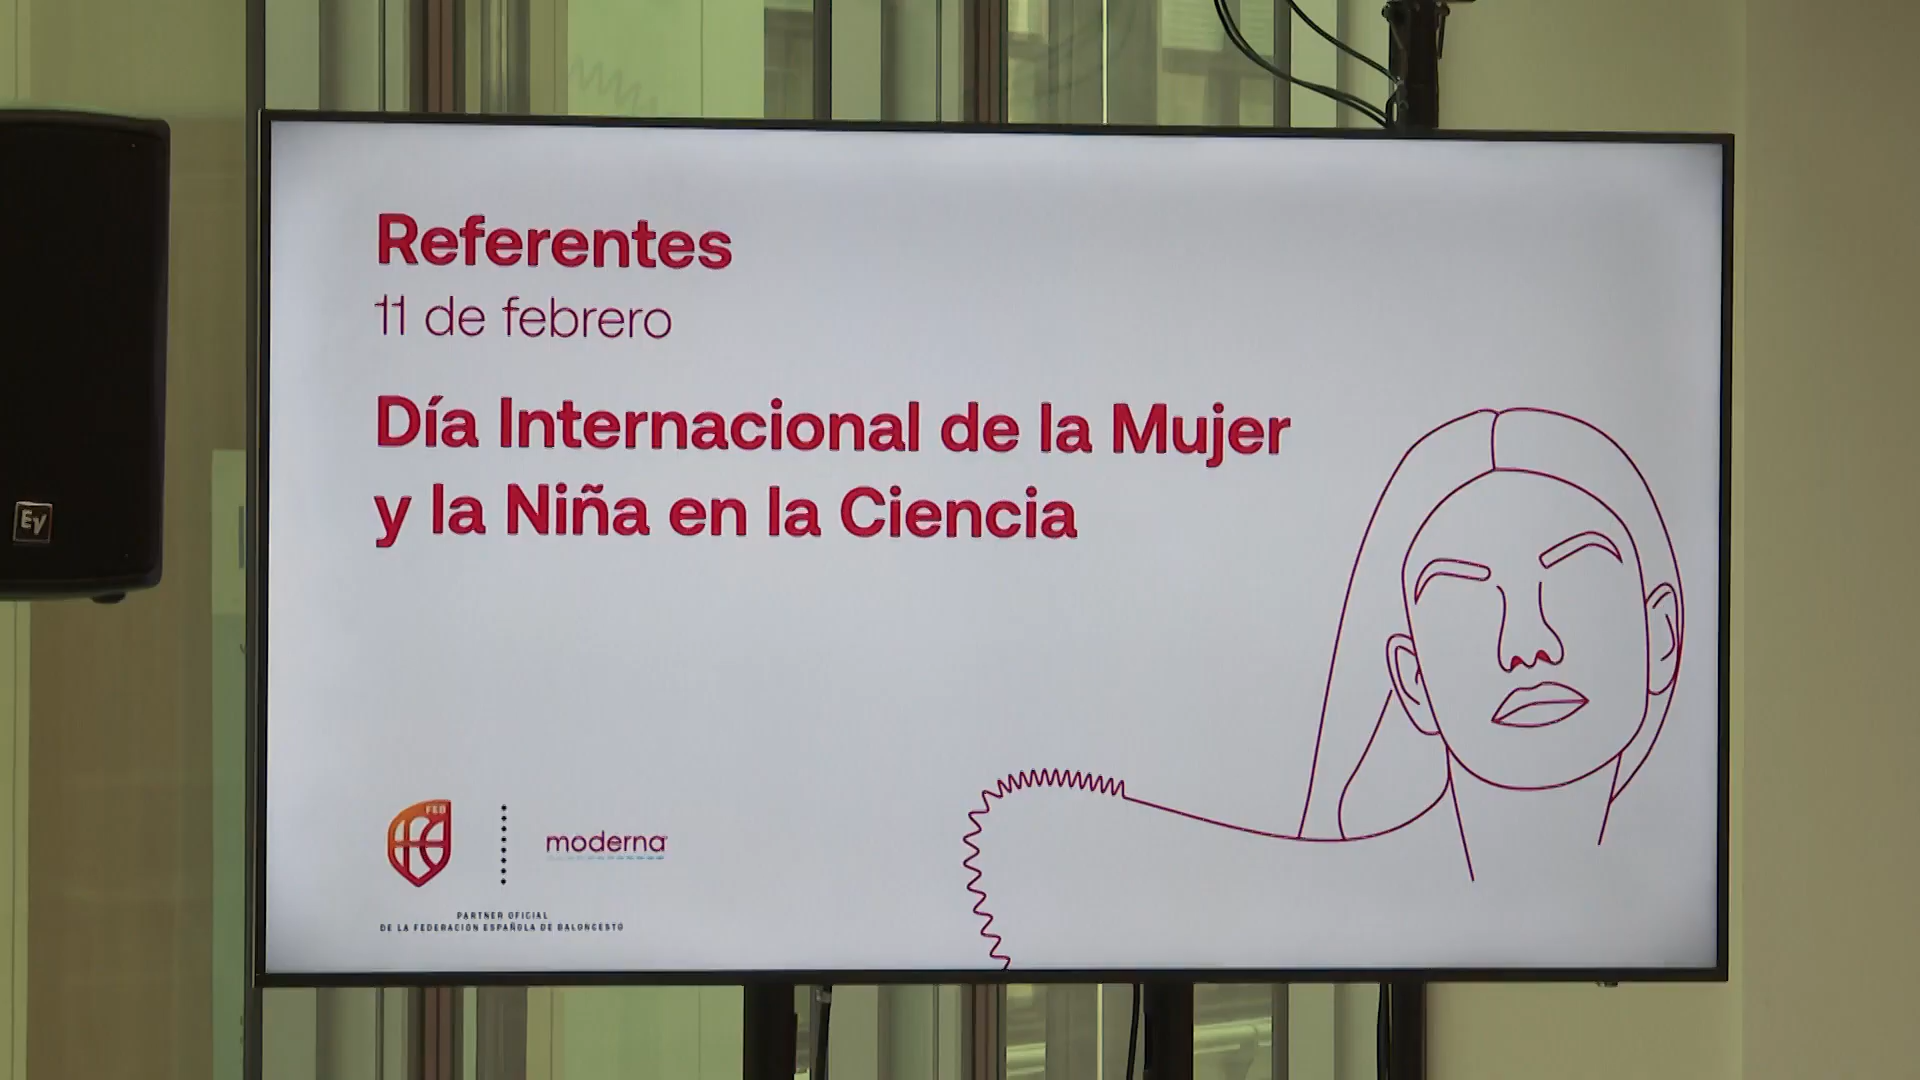 Referentes
11 de febrero
Día Internacional de la Mujer
y la Niña en la Ciencia
EV
FEB
moderna
PARTNER OFICIAL
DE LA FEDERACIÓN ESPAÑOLA DE BALONCESTO